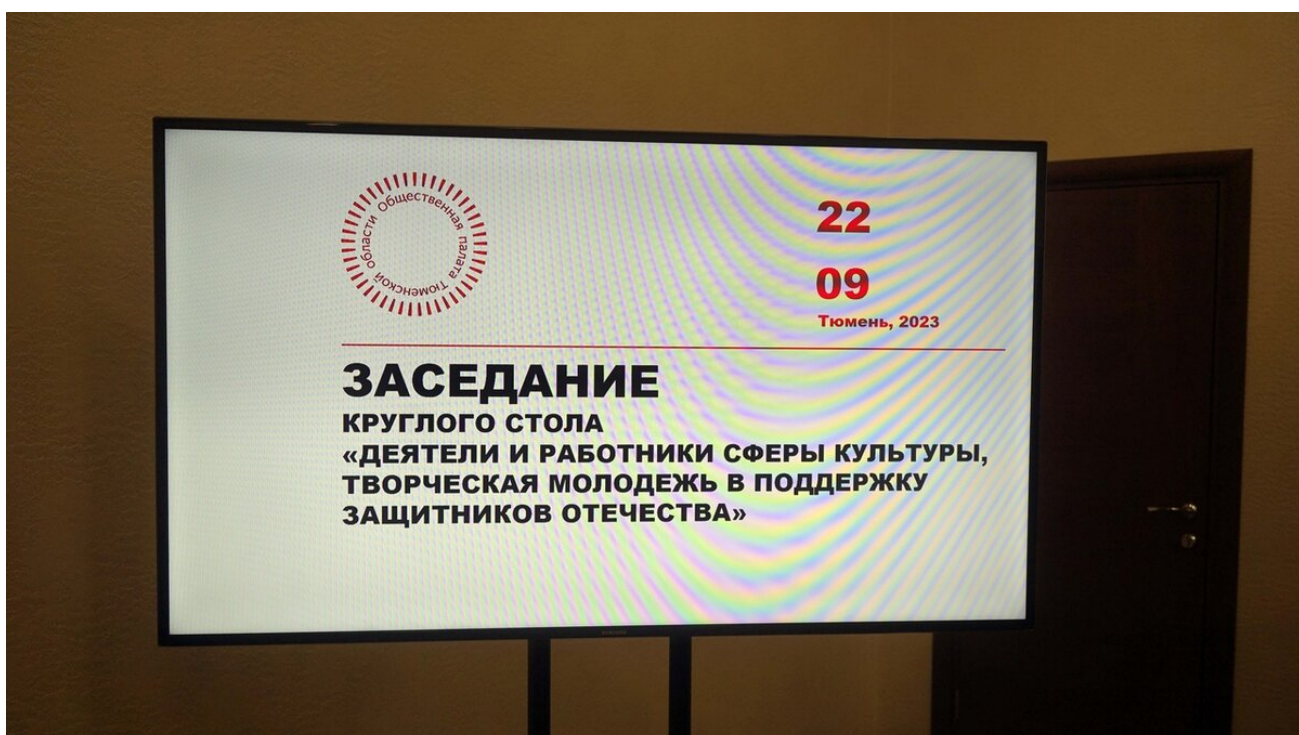 Общественная палата Тюменской области
22
09
Тюмень, 2023
ЗАСЕДАНИЕ
КРУГЛОГО СТОЛА
«ДЕЯТЕЛИ И РАБОТНИКИ СФЕРЫ КУЛЬТУРЫ,
ТВОРЧЕСКАЯ МОЛОДЕЖЬ В ПОДДЕРЖКУ
ЗАЩИТНИКОВ ОТЕЧЕСТВА»